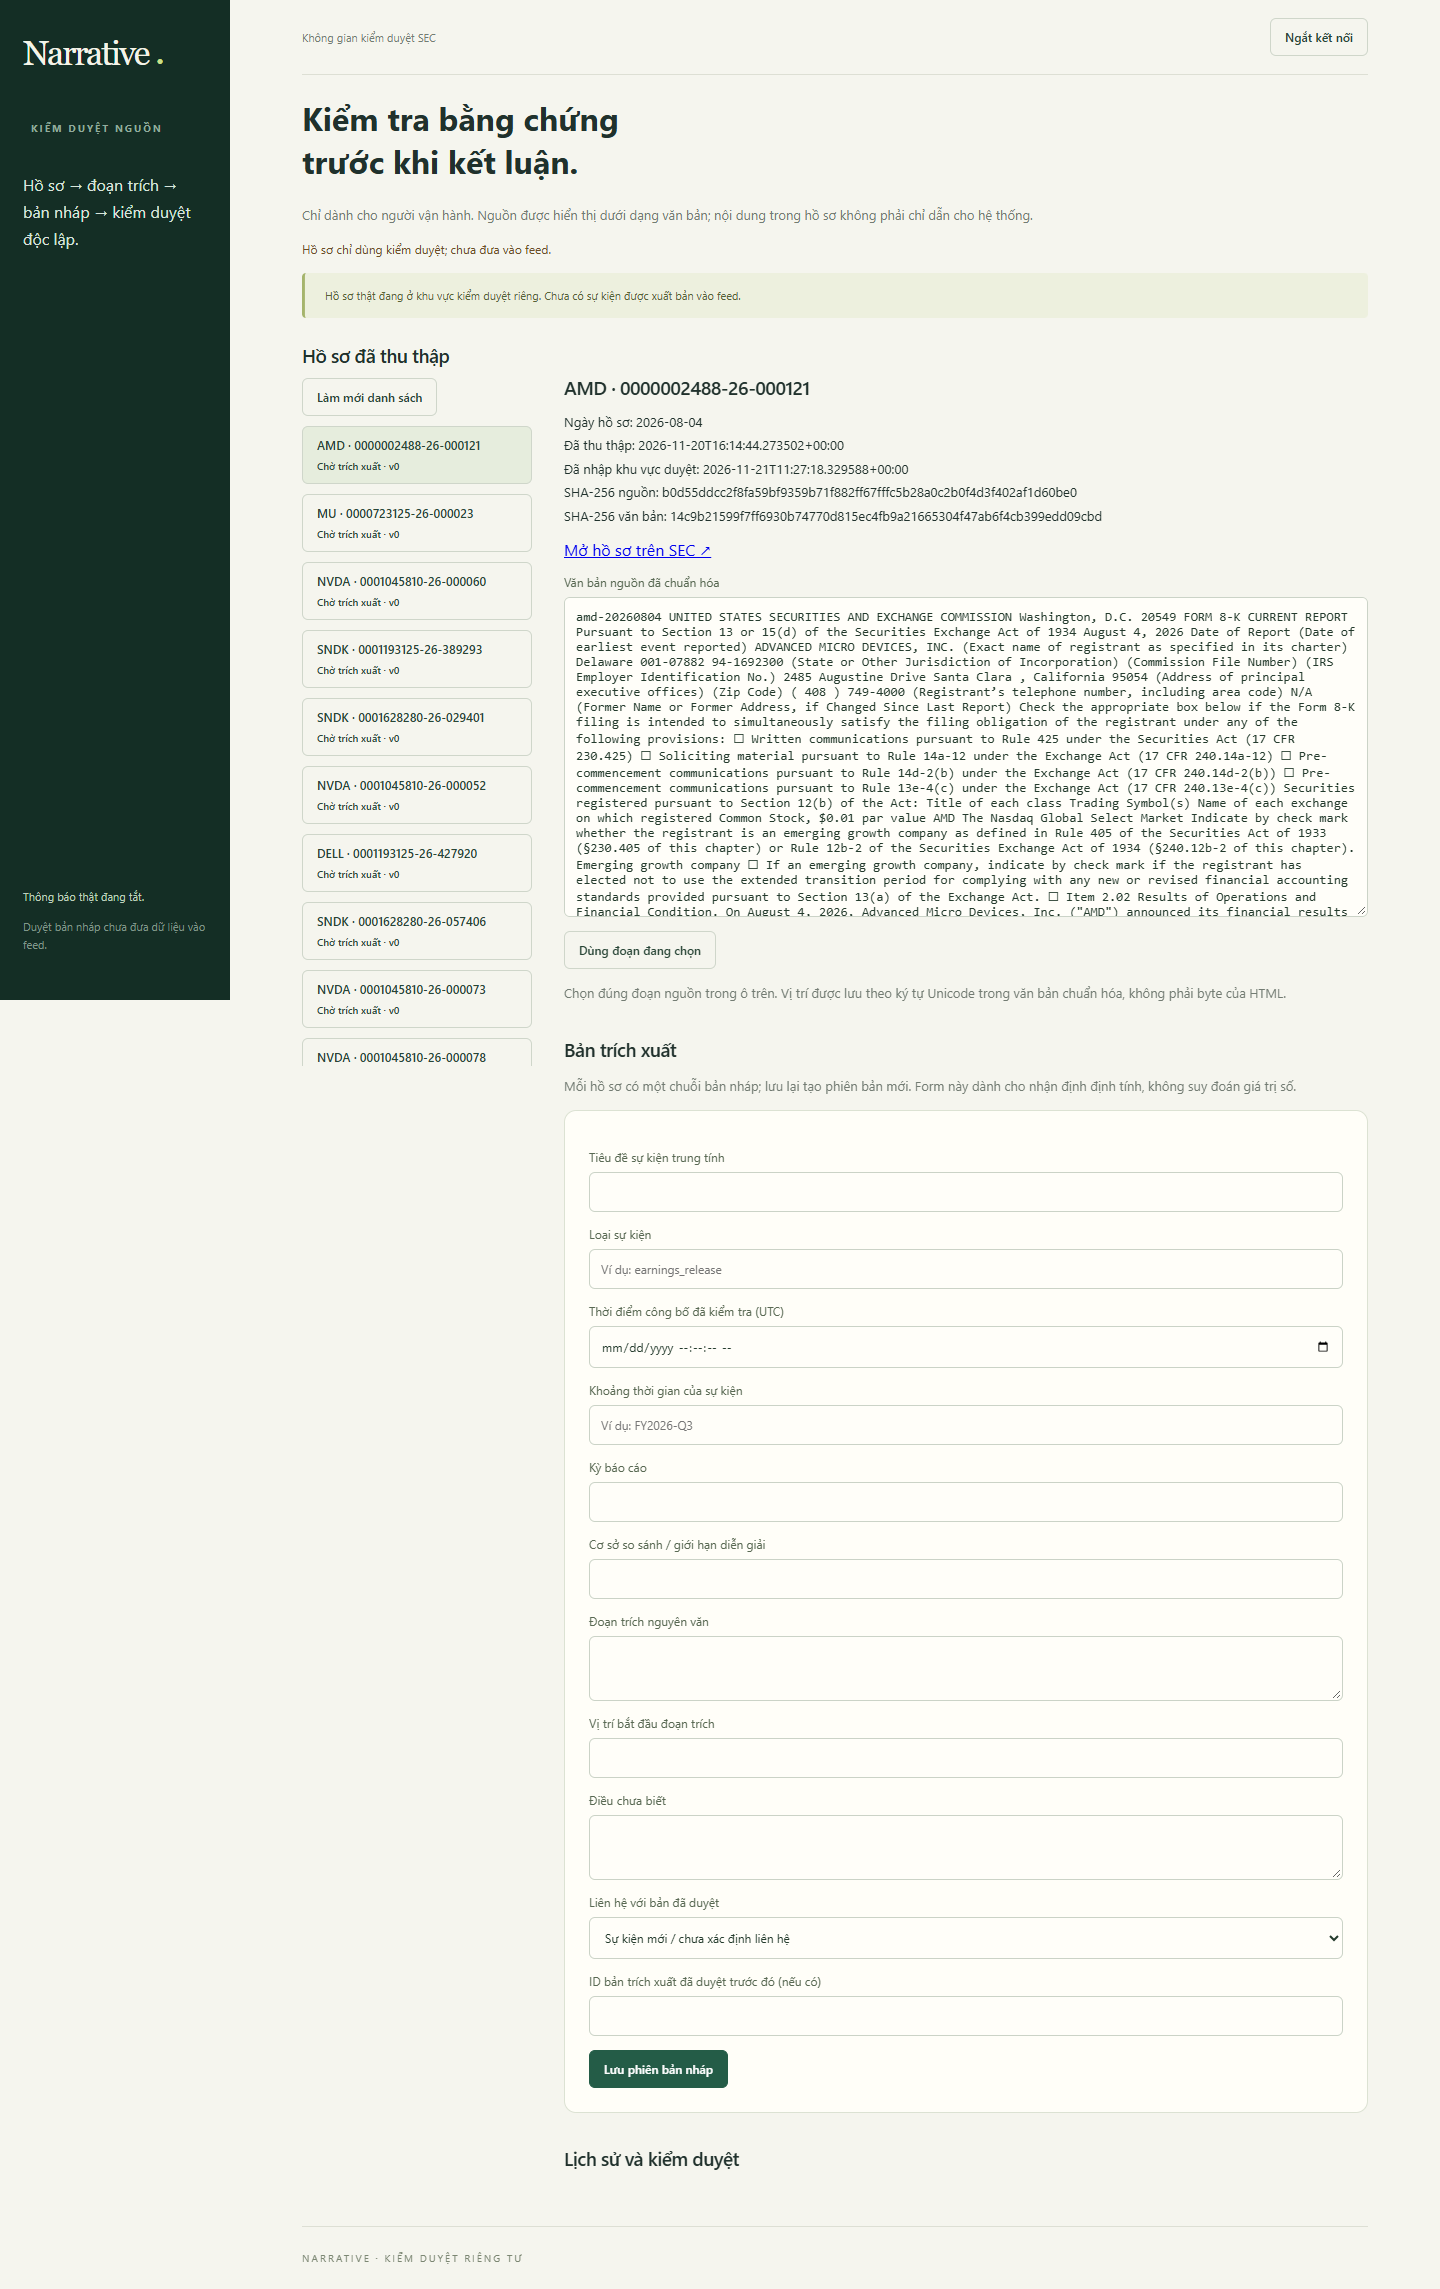 Narrative .
KIỂM DUYỆT NGUỒN
Hồ sơ → đoạn trích →
bản nháp → kiểm duyệt
độc lập.
Thông báo thật đang tắt.
Duyệt bản nháp chưa đưa dữ liệu vào
feed.
Không gian kiểm duyệt SEC
Ngắt kết nối
Kiểm tra bằng chứng
trước khi kết luận.
Chỉ dành cho người vận hành. Nguồn được hiển thị dưới dạng văn bản; nội dung trong hồ sơ không phải chỉ dẫn cho hệ thống.
Hồ sơ chỉ dùng kiểm duyệt; chưa đưa vào feed.
Hồ sơ thật đang ở khu vực kiểm duyệt riêng. Chưa có sự kiện được xuất bản vào feed.
Hồ sơ đã thu thập
Làm mới danh sách
AMD · 0000002488-26-000121
Chờ trích xuất · v0
MU · 0000723125-26-000023
Chờ trích xuất · v0
NVDA · 0001045810-26-000060
Chờ trích xuất · v0
SNDK · 0001193125-26-389293
Chờ trích xuất · v0
SNDK · 0001628280-26-029401
Chờ trích xuất · v0
NVDA · 0001045810-26-000052
Chờ trích xuất · v0
DELL · 0001193125-26-427920
Chờ trích xuất · v0
SNDK · 0001628280-26-057406
Chờ trích xuất · v0
NVDA · 0001045810-26-000073
Chờ trích xuất · v0
NVDA · 0001045810-26-000078
AMD · 0000002488-26-000121
Ngày hồ sơ: 2026-08-04
Đã thu thập: 2026-11-20T16:14:44.273502+00:00
Đã nhập khu vực duyệt: 2026-11-21T11:27:18.329588+00:00
SHA-256 nguồn: b0d55ddcc2f8fa59bf9359b71f882ff67fffc5b28a0c2b0f4d3f402af1d60be0
SHA-256 văn bản: 14c9b21599f7ff6930b74770d815ec4fb9a21665304f47ab6f4cb399edd09cbd
Mở hồ sơ trên SEC ↗
Văn bản nguồn đã chuẩn hóa
amd-20260804 UNITED STATES SECURITIES AND EXCHANGE COMMISSION Washington, D.C. 20549 FORM 8-K CURRENT REPORT
Pursuant to Section 13 or 15(d) of the Securities Exchange Act of 1934 August 4, 2026 Date of Report (Date of
earliest event reported) ADVANCED MICRO DEVICES, INC. (Exact name of registrant as specified in its charter)
Delaware 001-07882 94-1692300 (State or Other Jurisdiction of Incorporation) (Commission File Number) (IRS
Employer Identification No.) 2485 Augustine Drive Santa Clara , California 95054 (Address of principal
executive offices) (Zip Code) ( 408 ) 749-4000 (Registrant’s telephone number, including area code) N/A
(Former Name or Former Address, if Changed Since Last Report) Check the appropriate box below if the Form 8-K
filing is intended to simultaneously satisfy the filing obligation of the registrant under any of the
following provisions: ☐ Written communications pursuant to Rule 425 under the Securities Act (17 CFR
230.425) ☐ Soliciting material pursuant to Rule 14a-12 under the Exchange Act (17 CFR 240.14a-12) ☐ Pre-
commencement communications pursuant to Rule 14d-2(b) under the Exchange Act (17 CFR 240.14d-2(b)) ☐ Pre-
commencement communications pursuant to Rule 13e-4(c) under the Exchange Act (17 CFR 240.13e-4(c)) Securities
registered pursuant to Section 12(b) of the Act: Title of each class Trading Symbol(s) Name of each exchange
on which registered Common Stock, $0.01 par value AMD The Nasdaq Global Select Market Indicate by check mark
whether the registrant is an emerging growth company as defined in Rule 405 of the Securities Act of 1933
(§230.405 of this chapter) or Rule 12b-2 of the Securities Exchange Act of 1934 (§240.12b-2 of this chapter).
Emerging growth company ☐ If an emerging growth company, indicate by check mark if the registrant has
elected not to use the extended transition period for complying with any new or revised financial accounting
standards provided pursuant to Section 13(a) of the Exchange Act. ☐ Item 2.02 Results of Operations and
Financial Condition. On August 4, 2026, Advanced Micro Devices, Inc. ("AMD") announced its financial results
Dùng đoạn đang chọn
Chọn đúng đoạn nguồn trong ô trên. Vị trí được lưu theo ký tự Unicode trong văn bản chuẩn hóa, không phải byte của HTML.
Bản trích xuất
Mỗi hồ sơ có một chuỗi bản nháp; lưu lại tạo phiên bản mới. Form này dành cho nhận định định tính, không suy đoán giá trị số.
Tiêu đề sự kiện trung tính
Loại sự kiện
Ví dụ: earnings_release
Thời điểm công bố đã kiểm tra (UTC)
mm/dd/yyyy --:--:-- --
Khoảng thời gian của sự kiện
Ví dụ: FY2026-Q3
Kỳ báo cáo
Cơ sở so sánh / giới hạn diễn giải
Đoạn trích nguyên văn
Vị trí bắt đầu đoạn trích
Điều chưa biết
Liên hệ với bản đã duyệt
Sự kiện mới / chưa xác định liên hệ
ID bản trích xuất đã duyệt trước đó (nếu có)
Lưu phiên bản nháp
Lịch sử và kiểm duyệt
NARRATIVE · KIỂM DUYỆT RIÊNG TƯ